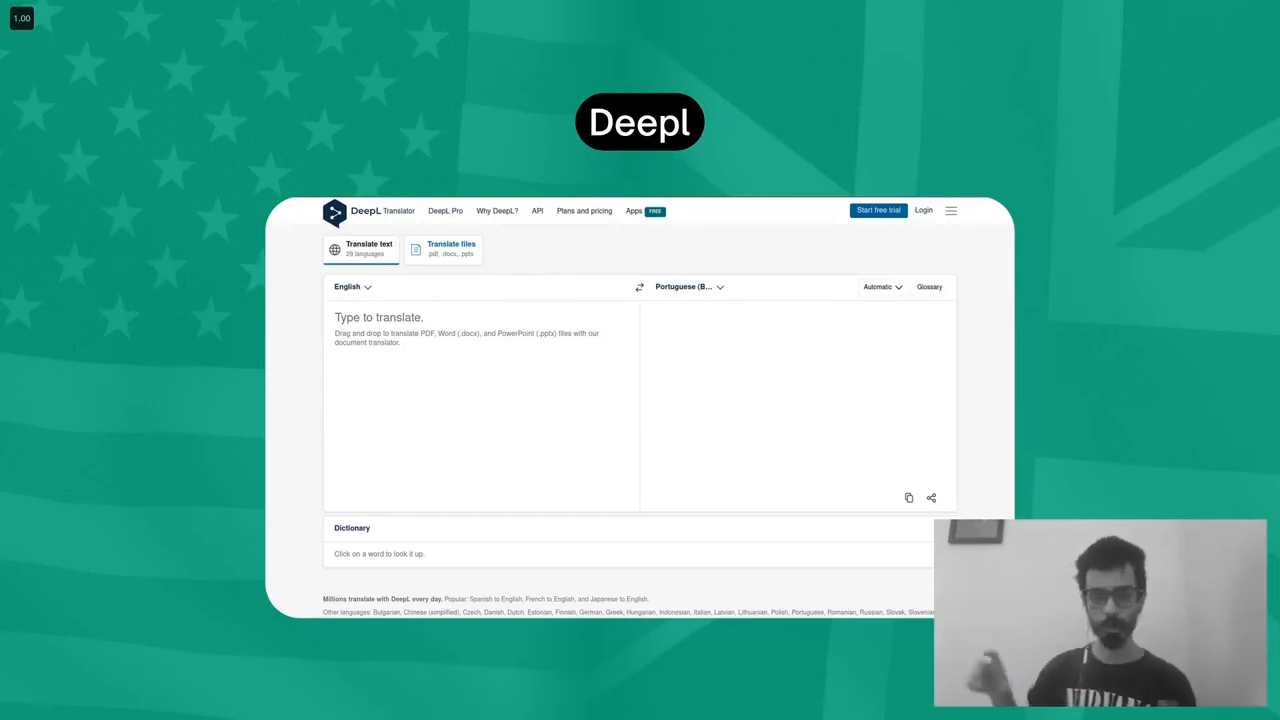 1.00
Deepl
DeepL Translator DeepL Pro Why DeepL? API Plans and pricing Apps FREE Start free trial Login
Translate text
29 languages
Translate files
.pdf, .docx, .pptx
English Portuguese (B... Automatic Glossary
Type to translate.
Drag and drop to translate PDF, Word (.docx), and PowerPoint (.pptx) files with our
document translator.
Dictionary
Click on a word to look it up.
Millions translate with DeepL every day. Popular: Spanish to English, French to English, and Japanese to English.
Other languages: Bulgarian, Chinese (simplified), Czech, Danish, Dutch, Estonian, Finnish, German, Greek, Hungarian, Indonesian, Italian, Latvian, Lithuanian, Polish, Portuguese, Romanian, Russian, Slovak, Slovenian
NIRVANA